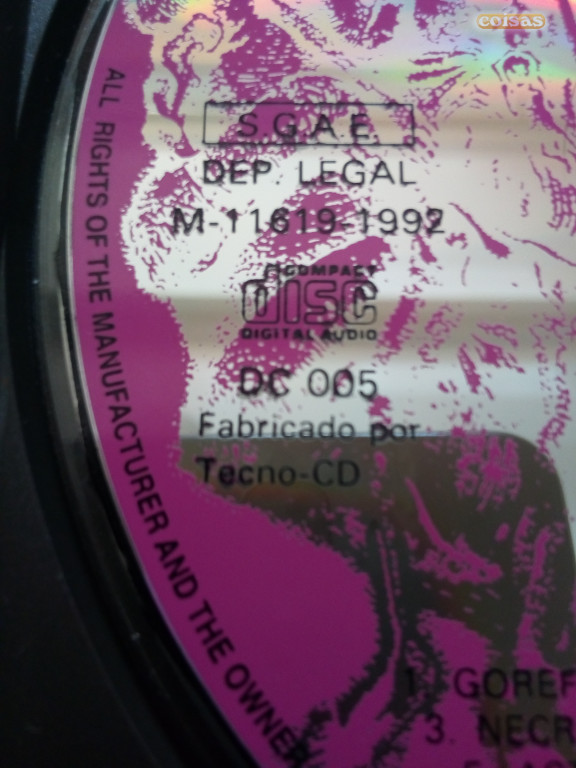 coisas
S.G.A.E.
DEP. LEGAL
M-11619-1992
COMPACT
disc
DIGITAL AUDIO
DC 005
Fabricado por
Tecno-CD
ALL RIGHTS OF THE MANUFACTURER AND THE OWNER
1. GOREF
3. NECR